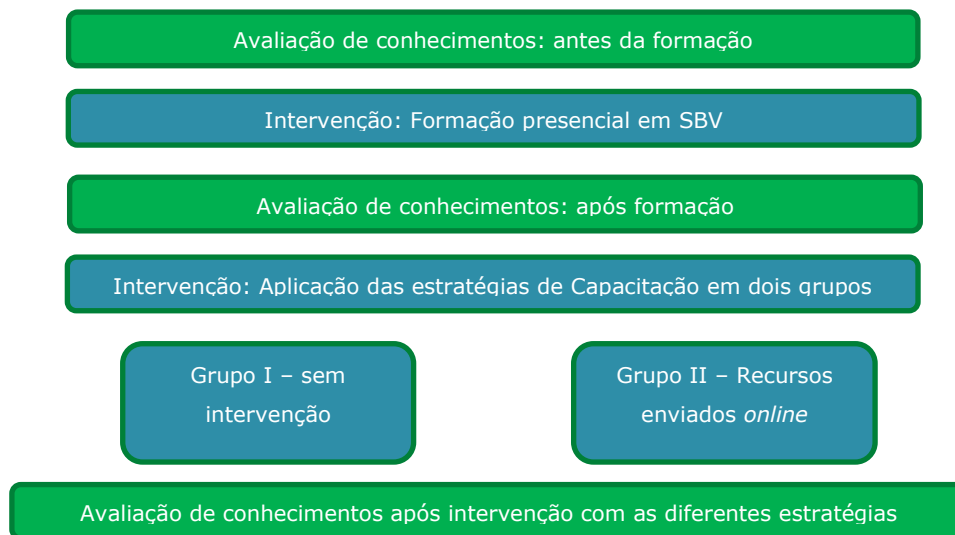 Avaliação de conhecimentos: antes da formação
Intervenção: Formação presencial em SBV
Avaliação de conhecimentos: após formação
Intervenção: Aplicação das estratégias de Capacitação em dois grupos
Grupo I – sem
intervenção
Grupo II – Recursos
enviados online
Avaliação de conhecimentos após intervenção com as diferentes estratégias